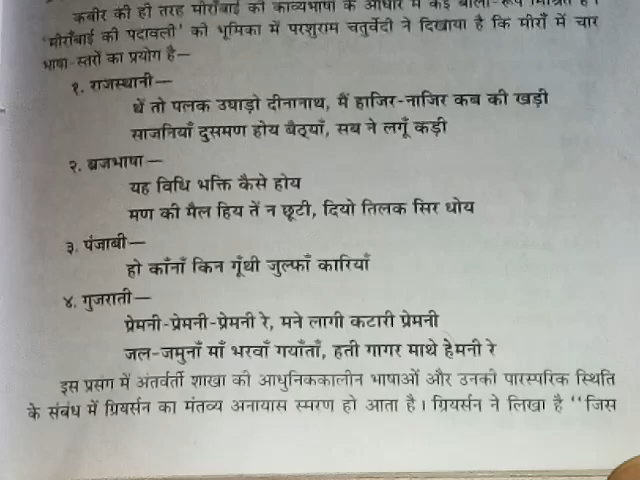 कबीर की ही तरह मीराँबाई की काव्यभाषा के आधार में कई बोली-रूप मिश्रित हैं।
'मीराँबाई की पदावली' की भूमिका में परशुराम चतुर्वेदी ने दिखाया है कि मीराँ में चार
भाषा-स्तरों का प्रयोग है—
१. राजस्थानी—
थें तो पलक उघाड़ो दीनानाथ, मैं हाजिर-नाजिर कब की खड़ी
साजनियाँ दुसमण होय बैठ्याँ, सब ने लगूँ कड़ी
२. ब्रजभाषा—
यह विधि भक्ति कैसे होय
मण की मैल हिय तें न छूटी, दियो तिलक सिर धोय
३. पंजाबी—
हो काँनाँ किन गूँथी जुल्फाँ कारियाँ
४. गुजराती—
प्रेमनी-प्रेमनी-प्रेमनी रे, मने लागी कटारी प्रेमनी
जल-जमुनाँ माँ भरवाँ गयाँताँ, हती गागर माथे हेमनी रे
इस प्रसंग में अंतर्वर्ती शाखा की आधुनिककालीन भाषाओं और उनकी पारस्परिक स्थिति
के संबंध में ग्रियर्सन का मंतव्य अनायास स्मरण हो आता है। ग्रियर्सन ने लिखा है "जिस